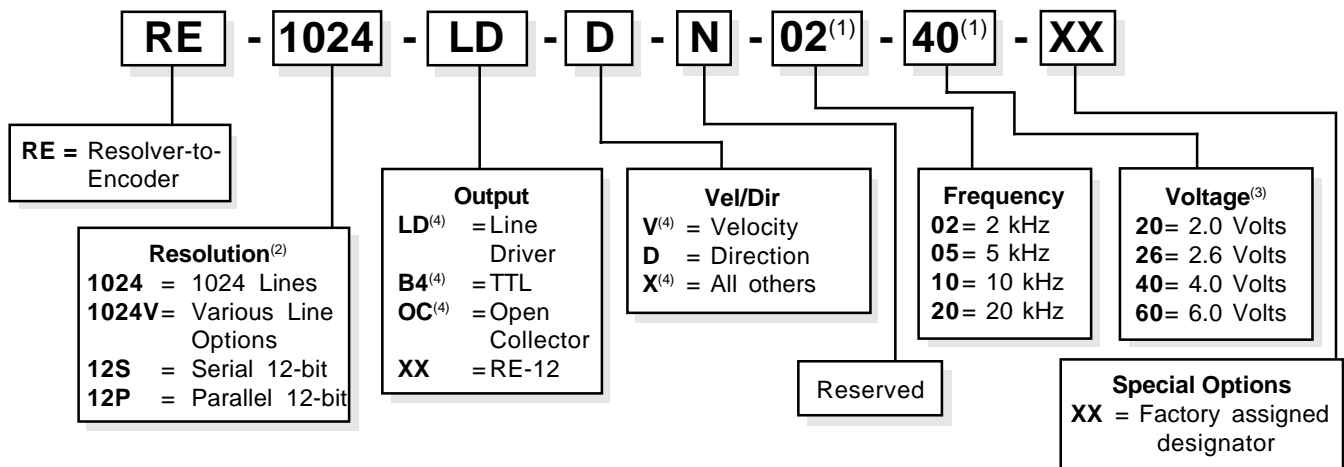 RE - 1024 - LD - D - N - 02(1) - 40(1) - XX
RE = Resolver-to-
Encoder
Resolution(2)
1024 = 1024 Lines
1024V= Various Line
Options
12S = Serial 12-bit
12P = Parallel 12-bit
Output
LD(4) =Line
Driver
B4(4) =TTL
OC(4) =Open
Collector
XX =RE-12
Vel/Dir
V(4) = Velocity
D = Direction
X(4) = All others
Reserved
Frequency
02= 2 kHz
05= 5 kHz
10= 10 kHz
20= 20 kHz
Voltage(3)
20= 2.0 Volts
26= 2.6 Volts
40= 4.0 Volts
60= 6.0 Volts
Special Options
XX = Factory assigned
designator